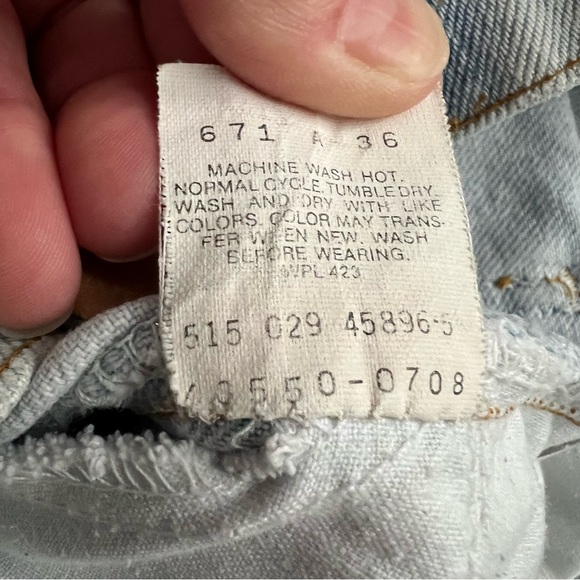 671 A 36
MACHINE WASH HOT.
NORMAL CYCLE. TUMBLE DRY.
WASH AND DRY WITH LIKE
COLORS. COLOR MAY TRANS-
FER WHEN NEW. WASH
BEFORE WEARING.
WPL 423
515 029 45896-5
43550-0708